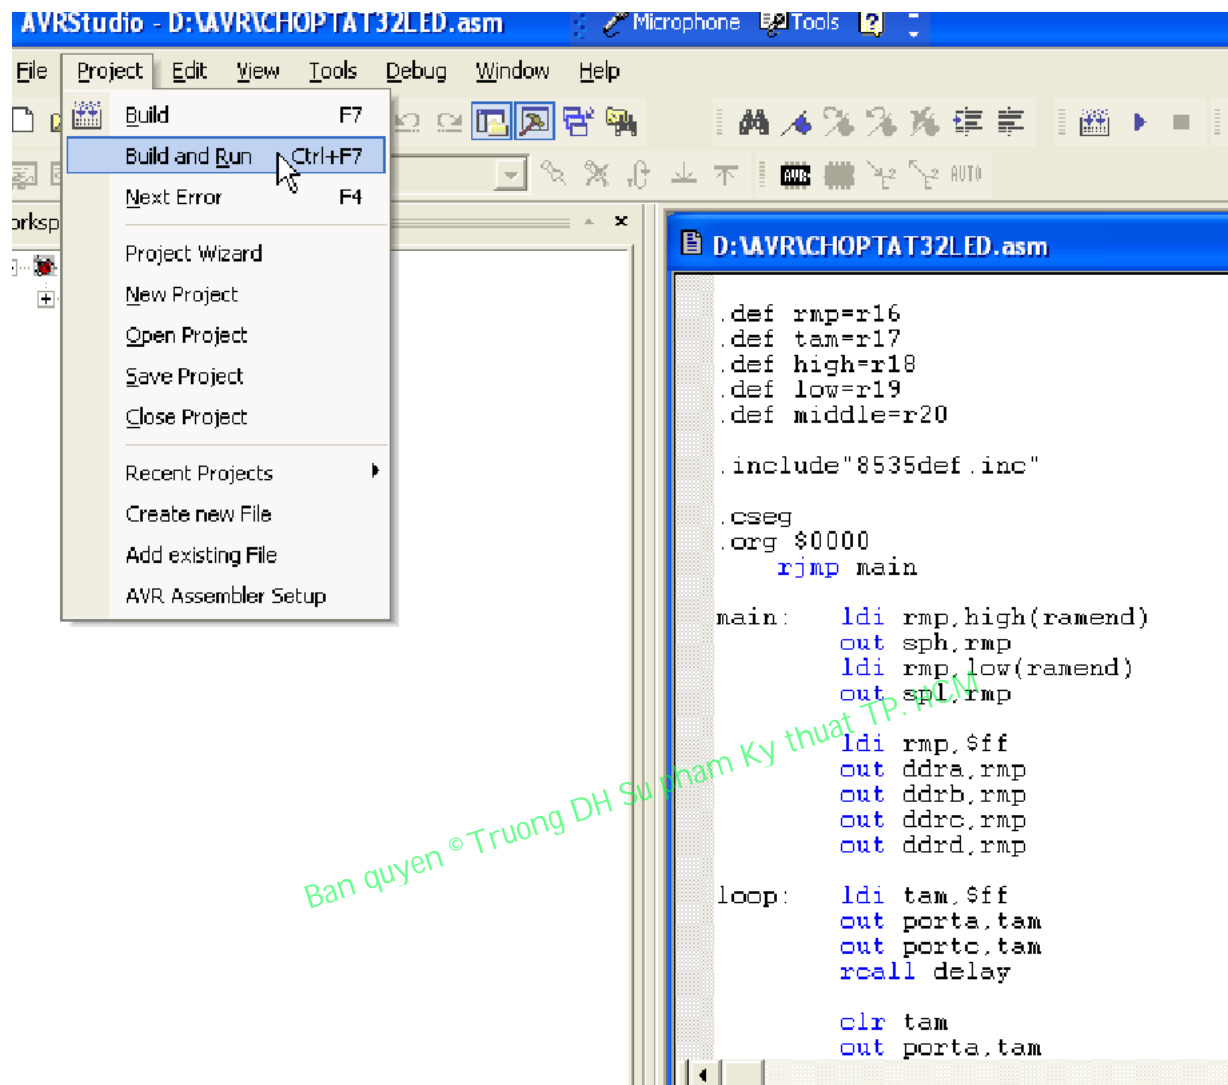 AVRStudio - D:\AVR\CHOPTAT32LED.asm
Microphone Tools
File Project Edit View Tools Debug Window Help
Build F7
Build and Run Ctrl+F7
Next Error F4
Project Wizard
New Project
Open Project
Save Project
Close Project
Recent Projects
Create new File
Add existing File
AVR Assembler Setup
AVR
AUTO
orksp
D:\AVR\CHOPTAT32LED.asm
.def rmp=r16
.def tam=r17
.def high=r18
.def low=r19
.def middle=r20
.include"8535def.inc"
.cseg
.org $0000
rjmp main
main: ldi rmp,high(ramend)
out sph,rmp
ldi rmp,low(ramend)
out spl,rmp
ldi rmp,$ff
out ddra,rmp
out ddrb,rmp
out ddrc,rmp
out ddrd,rmp
loop: ldi tam,$ff
out porta,tam
out portc,tam
rcall delay
clr tam
out porta,tam
Ban quyen © Truong DH Su pham Ky thuat TP. HCM